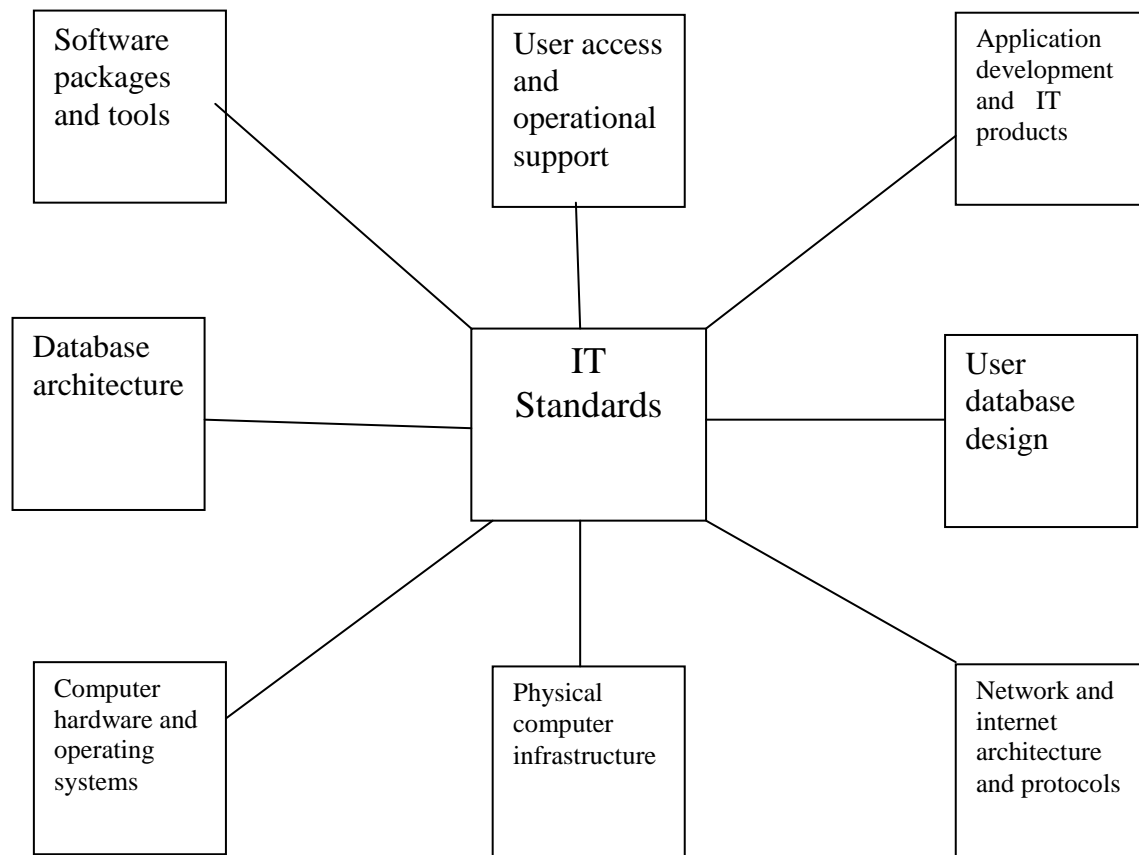 Software
packages
and tools
User access
and
operational
support
Application
development
and IT
products
Database
architecture
IT
Standards
User
database
design
Computer
hardware and
operating
systems
Physical
computer
infrastructure
Network and
internet
architecture
and protocols